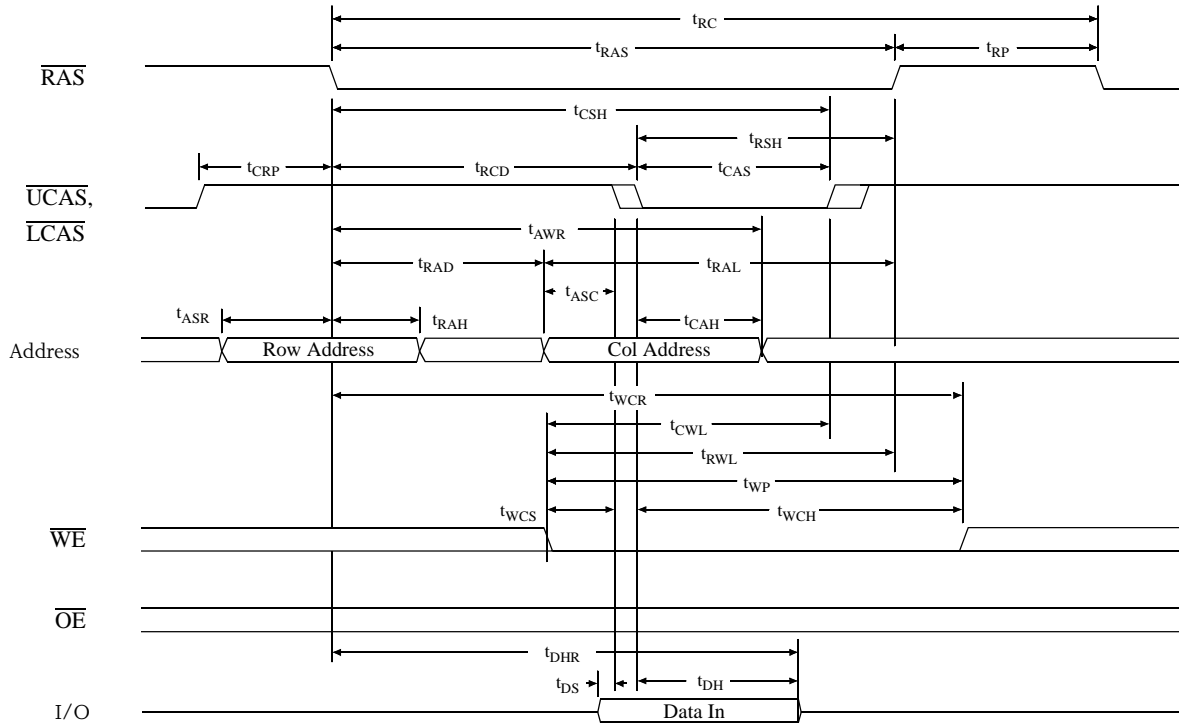 tRC
tRAS
tRP
RAS
tCSH
tRSH
tCRP
tRCD
tCAS
UCAS,
LCAS
tAWR
tRAD
tRAL
tASC
tASR
tRAH
tCAH
Address
Row Address
Col Address
tWCR
tCWL
tRWL
tWP
tWCS
tWCH
WE
OE
tDHR
tDS
tDH
I/O
Data In